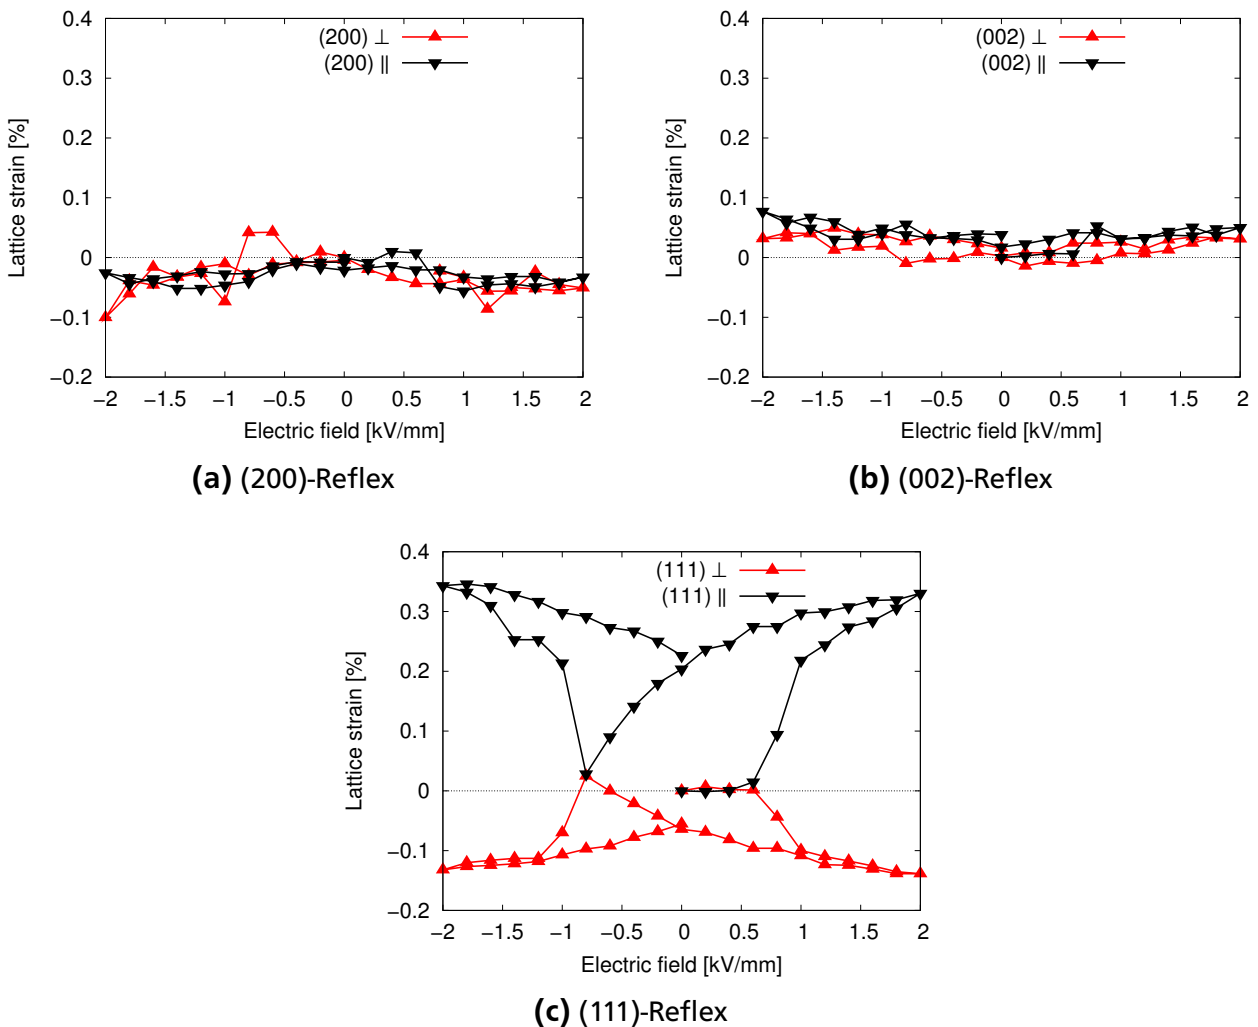 0.4
0.3
0.2
0.1
0
−0.1
−0.2
Lattice strain [%]
(200) ⊥
(200) ∥
−2 −1.5 −1 −0.5 0 0.5 1 1.5 2
Electric field [kV/mm]
(a) (200)-Reflex
0.4
0.3
0.2
0.1
0
−0.1
−0.2
Lattice strain [%]
(002) ⊥
(002) ∥
−2 −1.5 −1 −0.5 0 0.5 1 1.5 2
Electric field [kV/mm]
(b) (002)-Reflex
0.4
0.3
0.2
0.1
0
−0.1
−0.2
Lattice strain [%]
(111) ⊥
(111) ∥
−2 −1.5 −1 −0.5 0 0.5 1 1.5 2
Electric field [kV/mm]
(c) (111)-Reflex